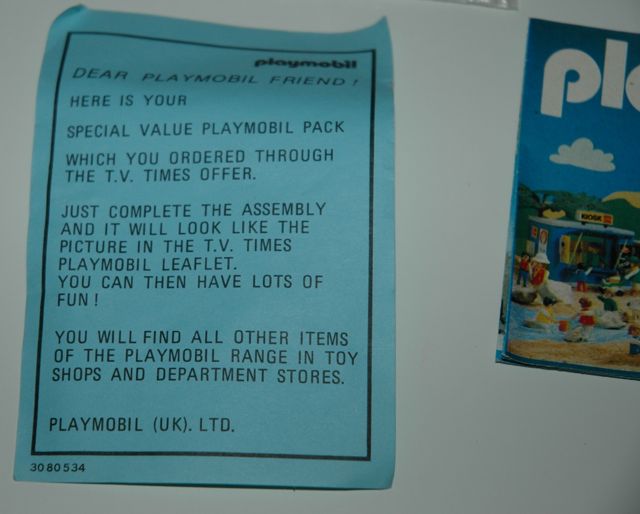 playmobil
DEAR PLAYMOBIL FRIEND!
HERE IS YOUR
SPECIAL VALUE PLAYMOBIL PACK
WHICH YOU ORDERED THROUGH
THE T.V. TIMES OFFER.
JUST COMPLETE THE ASSEMBLY
AND IT WILL LOOK LIKE THE
PICTURE IN THE T.V. TIMES
PLAYMOBIL LEAFLET.
YOU CAN THEN HAVE LOTS OF
FUN!
YOU WILL FIND ALL OTHER ITEMS
OF THE PLAYMOBIL RANGE IN TOY
SHOPS AND DEPARTMENT STORES.
PLAYMOBIL (UK). LTD.
30 80 534
pl
KIOSK